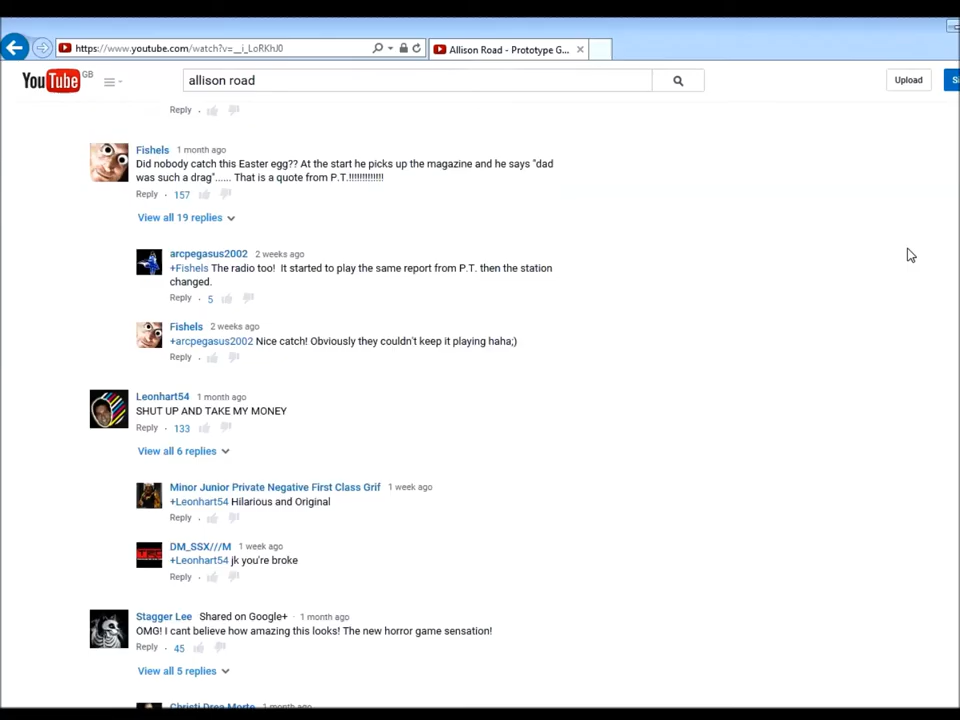 https://www.youtube.com/watch?v=__i_LoRKhJ0
Allison Road - Prototype G...
YouTube GB
allison road
Upload
Reply
Fishels 1 month ago
Did nobody catch this Easter egg?? At the start he picks up the magazine and he says "dad
was such a drag"...... That is a quote from P.T.!!!!!!!!!!!!!
Reply · 157
View all 19 replies
arcpegasus2002 2 weeks ago
+Fishels The radio too! It started to play the same report from P.T. then the station
changed.
Reply · 5
Fishels 2 weeks ago
+arcpegasus2002 Nice catch! Obviously they couldn't keep it playing haha;)
Reply ·
Leonhart54 1 month ago
SHUT UP AND TAKE MY MONEY
Reply · 133
View all 6 replies
Minor Junior Private Negative First Class Grif 1 week ago
+Leonhart54 Hilarious and Original
Reply ·
DM_SSX///M 1 week ago
+Leonhart54 jk you're broke
Reply ·
Stagger Lee Shared on Google+ · 1 month ago
OMG! I cant believe how amazing this looks! The new horror game sensation!
Reply · 45
View all 5 replies
Christi Drea Morte 1 month ago